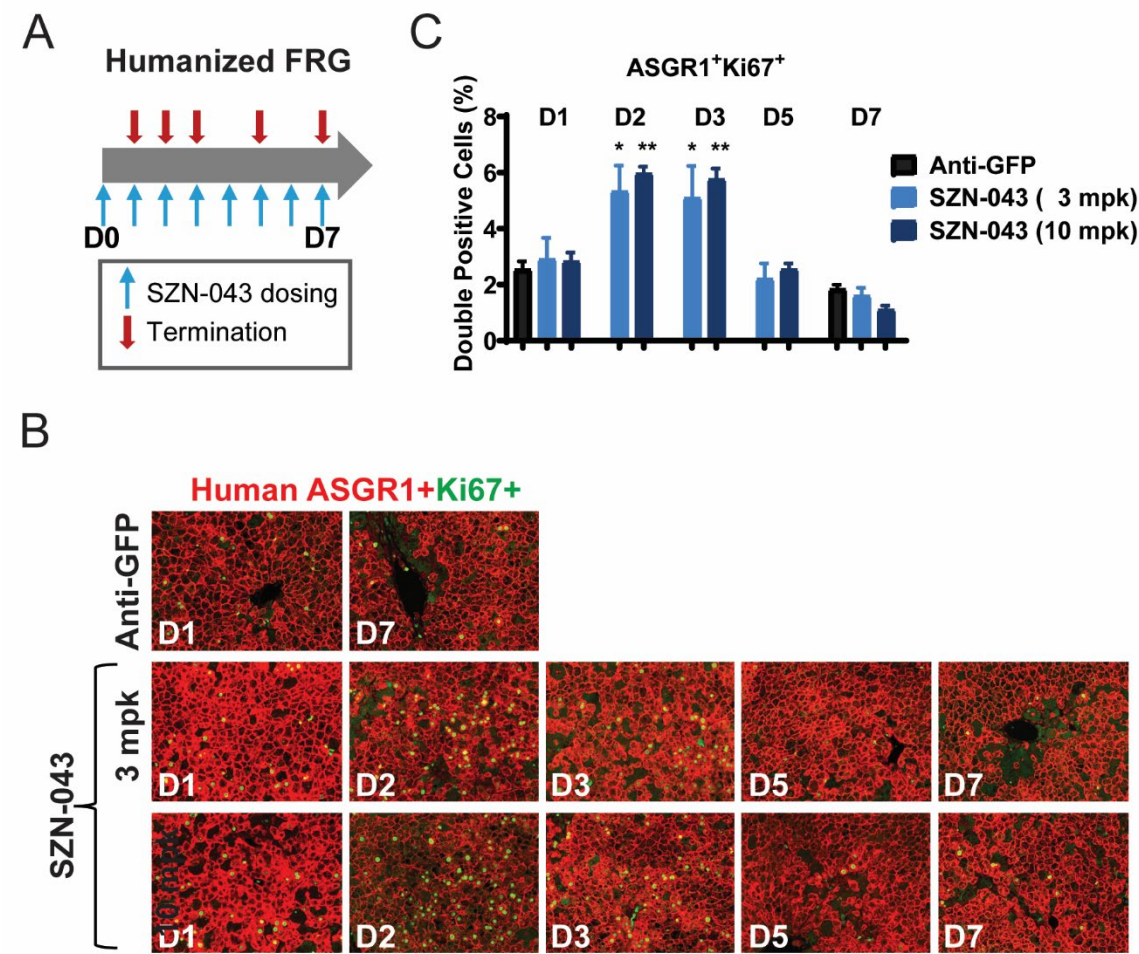 A
Humanized FRG
D0
D7
SZN-043 dosing
Termination
C
ASGR1+Ki67+
Double Positive Cells (%)
8
6
4
2
0
D1
D2
D3
D5
D7
* ** * **
Anti-GFP
SZN-043 ( 3 mpk)
SZN-043 (10 mpk)
B
Human ASGR1+Ki67+
Anti-GFP
D1
D7
SZN-043
3 mpk
D1
D2
D3
D5
D7
D1
D2
D3
D5
D7